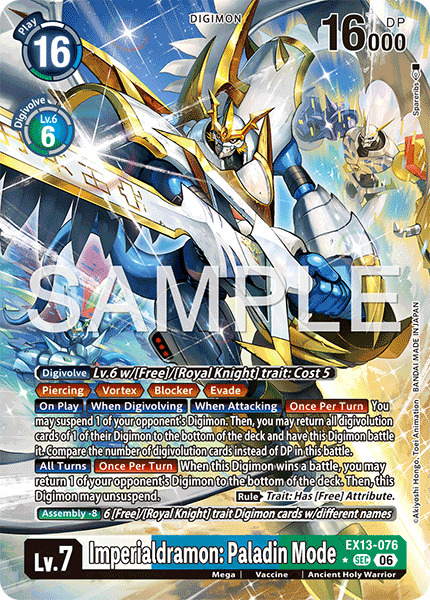 Play
16
DIGIMON
16000 DP
Digivolve
Lv.6
6
Spareribs
SAMPLE
©Akiyoshi Hongo, Toei Animation ・BANDAI MADE IN JAPAN
Digivolve Lv.6 w/[Free]/[Royal Knight] trait: Cost 5
Piercing Vortex Blocker Evade
On Play When Digivolving When Attacking Once Per Turn You
may suspend 1 of your opponent's Digimon. Then, you may return all digivolution
cards of 1 of their Digimon to the bottom of the deck and have this Digimon battle
it. Compare the number of digivolution cards instead of DP in this battle.
All Turns Once Per Turn When this Digimon wins a battle, you may
return 1 of your opponent's Digimon to the bottom of the deck. Then, this
Digimon may unsuspend. Rule Trait: Has [Free] Attribute.
Assembly -8 6 [Free]/[Royal Knight] trait Digimon cards w/different names
Lv.7 Imperialdramon: Paladin Mode EX13-076
SEC 06
Mega | Vaccine | Ancient Holy Warrior